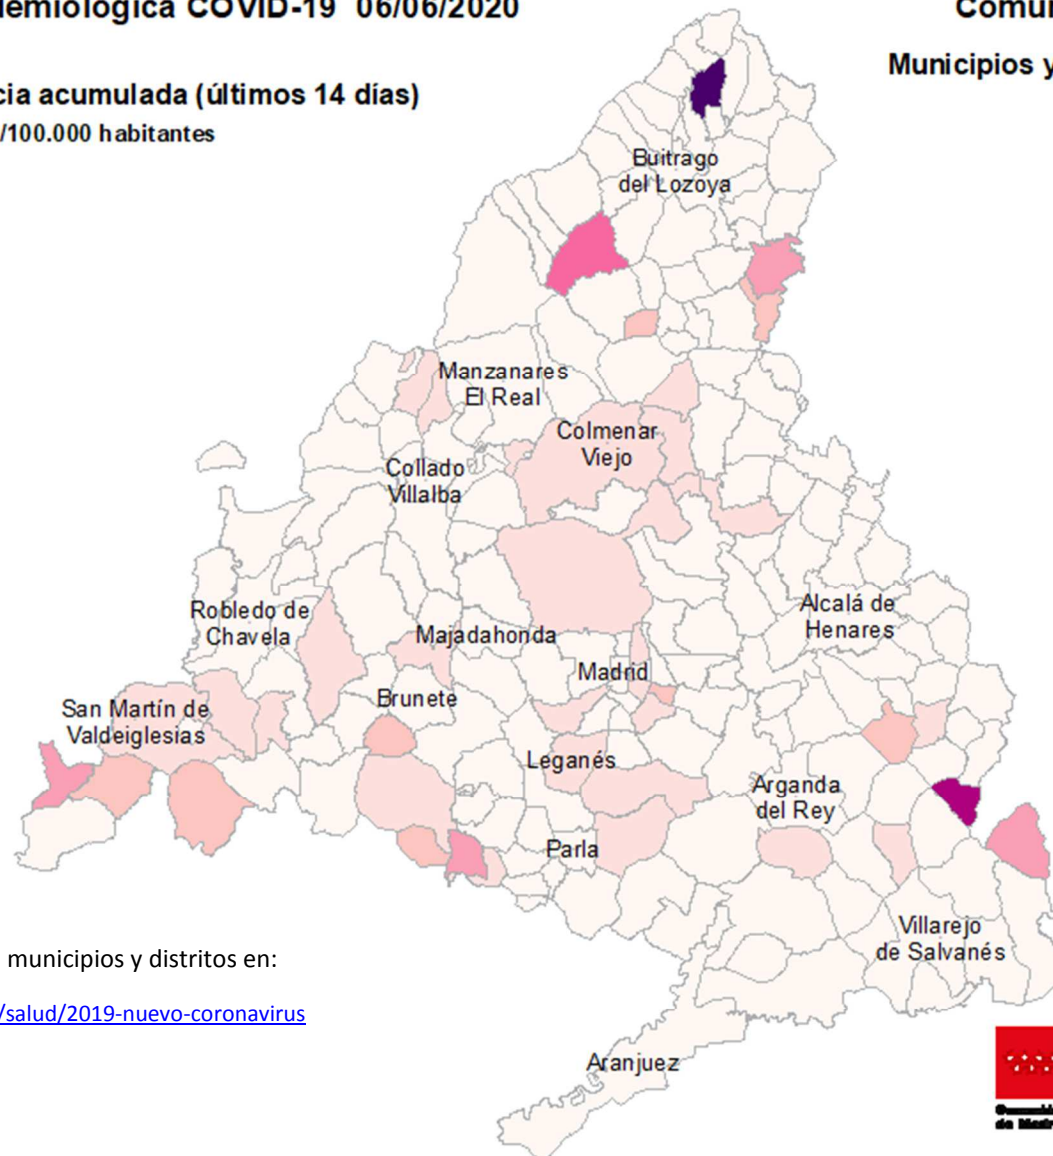 emiológica COVID-19 06/06/2020
Comu
Municipios y
cia acumulada (últimos 14 días)
/100.000 habitantes
Buitrago
del Lozoya
Manzanares
El Real
Colmenar
Viejo
Collado
Villalba
Robledo de
Chavela
Majadahonda
Alcalá de
Henares
Madrid
Brunete
San Martín de
Valdeiglesias
Leganés
Arganda
del Rey
Parla
Villarejo
de Salvanés
municipios y distritos en:
/salud/2019-nuevo-coronavirus
Aranjuez